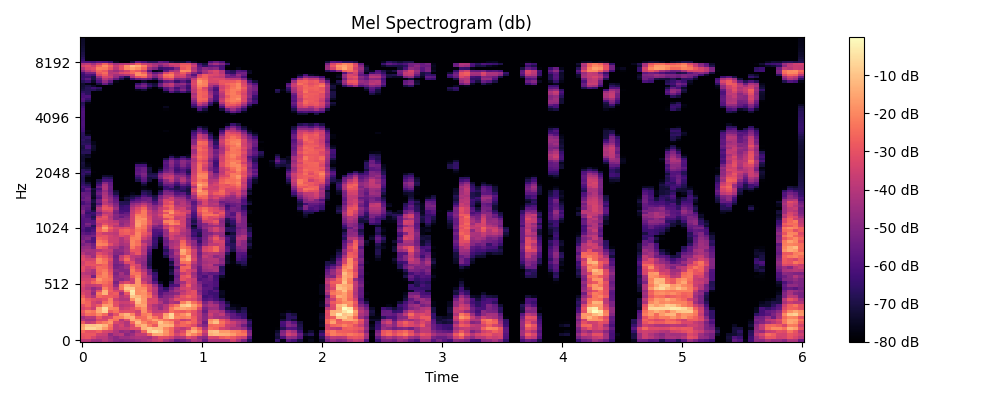 Mel Spectrogram (db)
8192
4096
2048
1024
512
0
Hz
0 1 2 3 4 5 6
Time
-10 dB
-20 dB
-30 dB
-40 dB
-50 dB
-60 dB
-70 dB
-80 dB